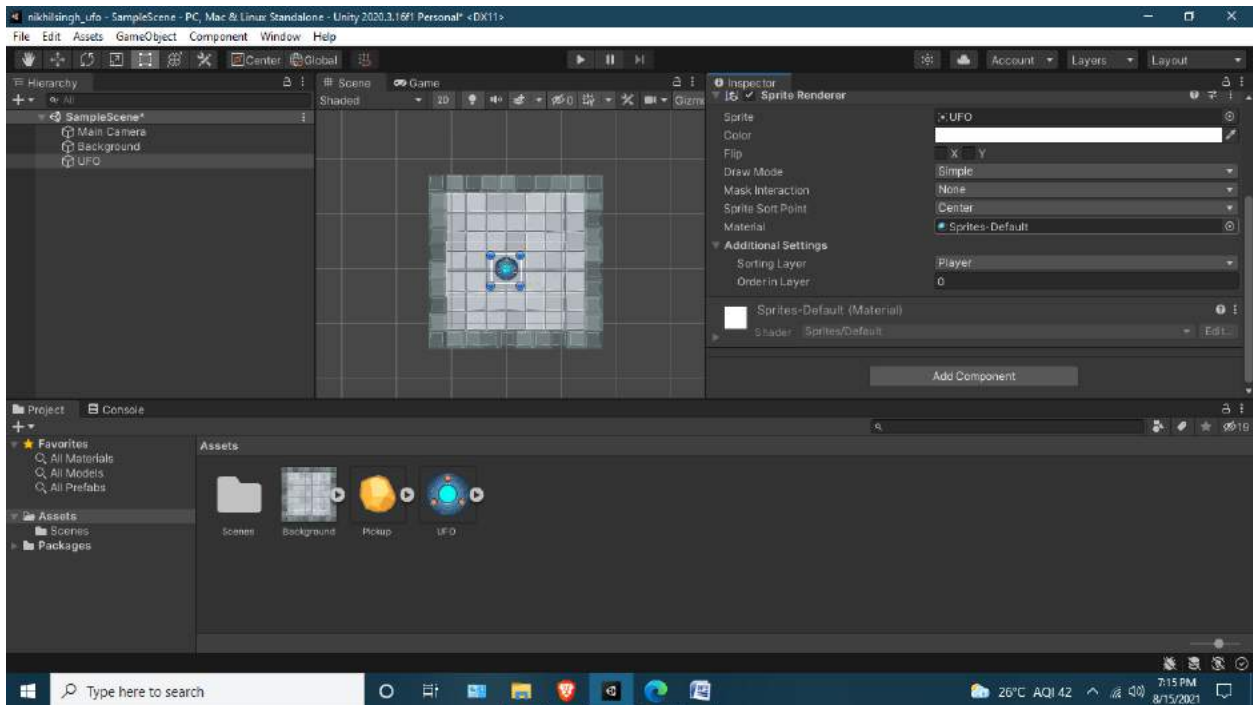 nikhilsingh_ufo - SampleScene - PC, Mac & Linux Standalone - Unity 2020.3.16f1 Personal* <DX11>
File Edit Assets GameObject Component Window Help
Center Global
Account Layers Layout
Hierarchy
All
SampleScene*
Main Camera
Background
UFO
Scene Game
Shaded 2D 0 Gizm
Inspector
Sprite Renderer
Sprite UFO
Color
Flip X Y
Draw Mode Simple
Mask Interaction None
Sprite Sort Point Center
Material Sprites-Default
Additional Settings
Sorting Layer Player
Order in Layer 0
Sprites-Default (Material)
Shader Sprites/Default Edit...
Add Component
Project Console
19
Favorites
All Materials
All Models
All Prefabs
Assets
Scenes
Packages
Assets
Scenes Background Pickup UFO
Type here to search
26°C AQI 42
7:15 PM
8/15/2021